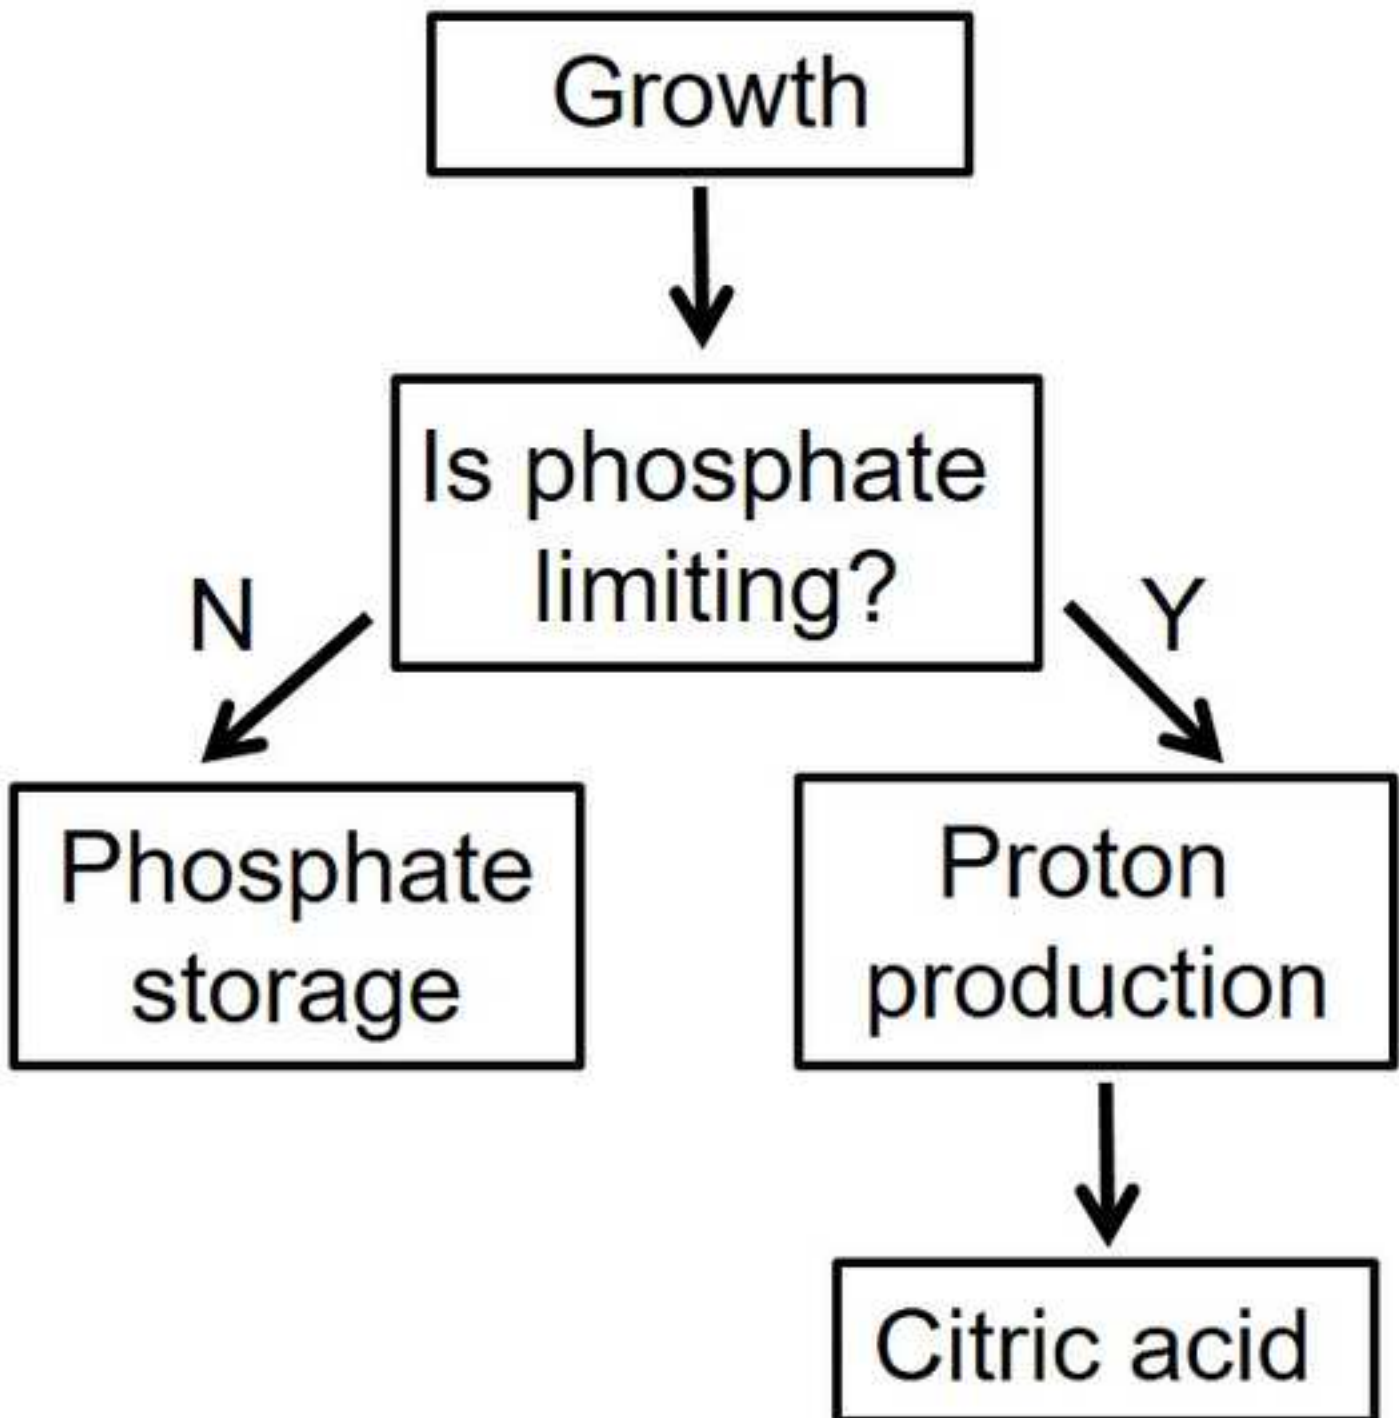 Growth
Is phosphate
limiting?
N
Y
Phosphate
storage
Proton
production
Citric acid